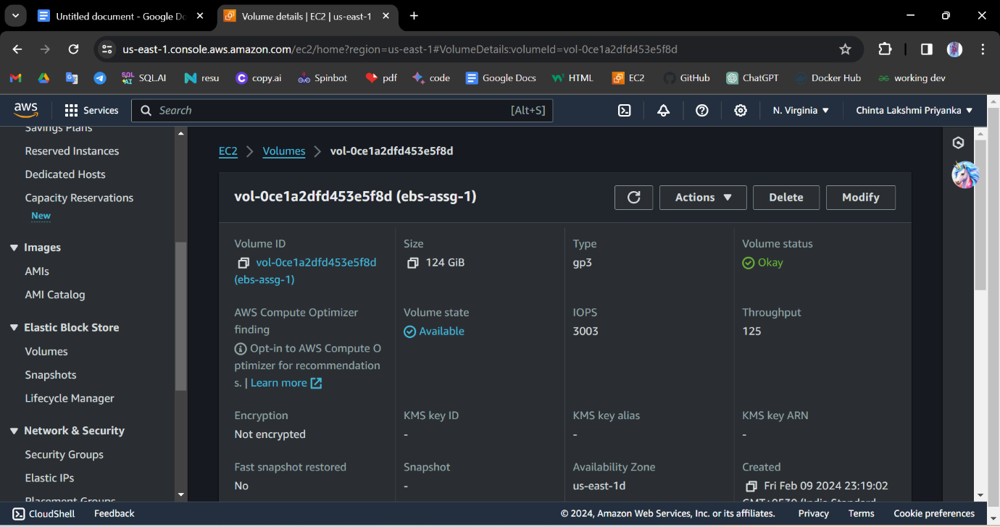 Untitled document - Google Do
Volume details | EC2 | us-east-1
us-east-1.console.aws.amazon.com/ec2/home?region=us-east-1#VolumeDetails:volumeId=vol-0ce1a2dfd453e5f8d
SQL AI SQLAI resu copy.ai Spinbot pdf code Google Docs HTML EC2 GitHub ChatGPT Docker Hub working dev
aws Services Search [Alt+S] N. Virginia Chinta Lakshmi Priyanka
Savings Plans
Reserved Instances
Dedicated Hosts
Capacity Reservations
New
Images
AMIs
AMI Catalog
Elastic Block Store
Volumes
Snapshots
Lifecycle Manager
Network & Security
Security Groups
Elastic IPs
Placement Groups
EC2 > Volumes > vol-0ce1a2dfd453e5f8d
vol-0ce1a2dfd453e5f8d (ebs-assg-1)
Actions Delete Modify
Volume ID
vol-0ce1a2dfd453e5f8d
(ebs-assg-1)
Size
124 GiB
Type
gp3
Volume status
Okay
AWS Compute Optimizer
finding
Opt-in to AWS Compute O
ptimizer for recommendation
s. | Learn more
Volume state
Available
IOPS
3003
Throughput
125
Encryption
Not encrypted
KMS key ID
-
KMS key alias
-
KMS key ARN
-
Fast snapshot restored
No
Snapshot
-
Availability Zone
us-east-1d
Created
Fri Feb 09 2024 23:19:02
GMT+0530 (India Standard
CloudShell Feedback © 2024, Amazon Web Services, Inc. or its affiliates. Privacy Terms Cookie preferences